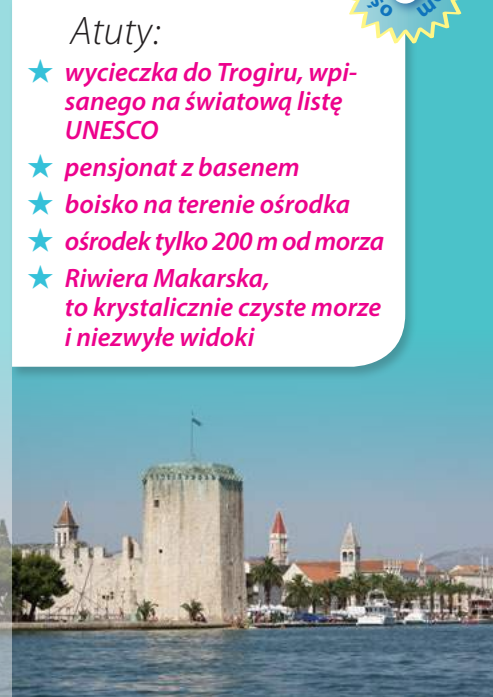 Atuty:
wycieczka do Trogiru, wpi-
sanego na światową listę
UNESCO
pensjonat z basenem
boisko na terenie ośrodka
ośrodek tylko 200 m od morza
Riwiera Makarska,
to krystalicznie czyste morze
i niezwyłe widoki